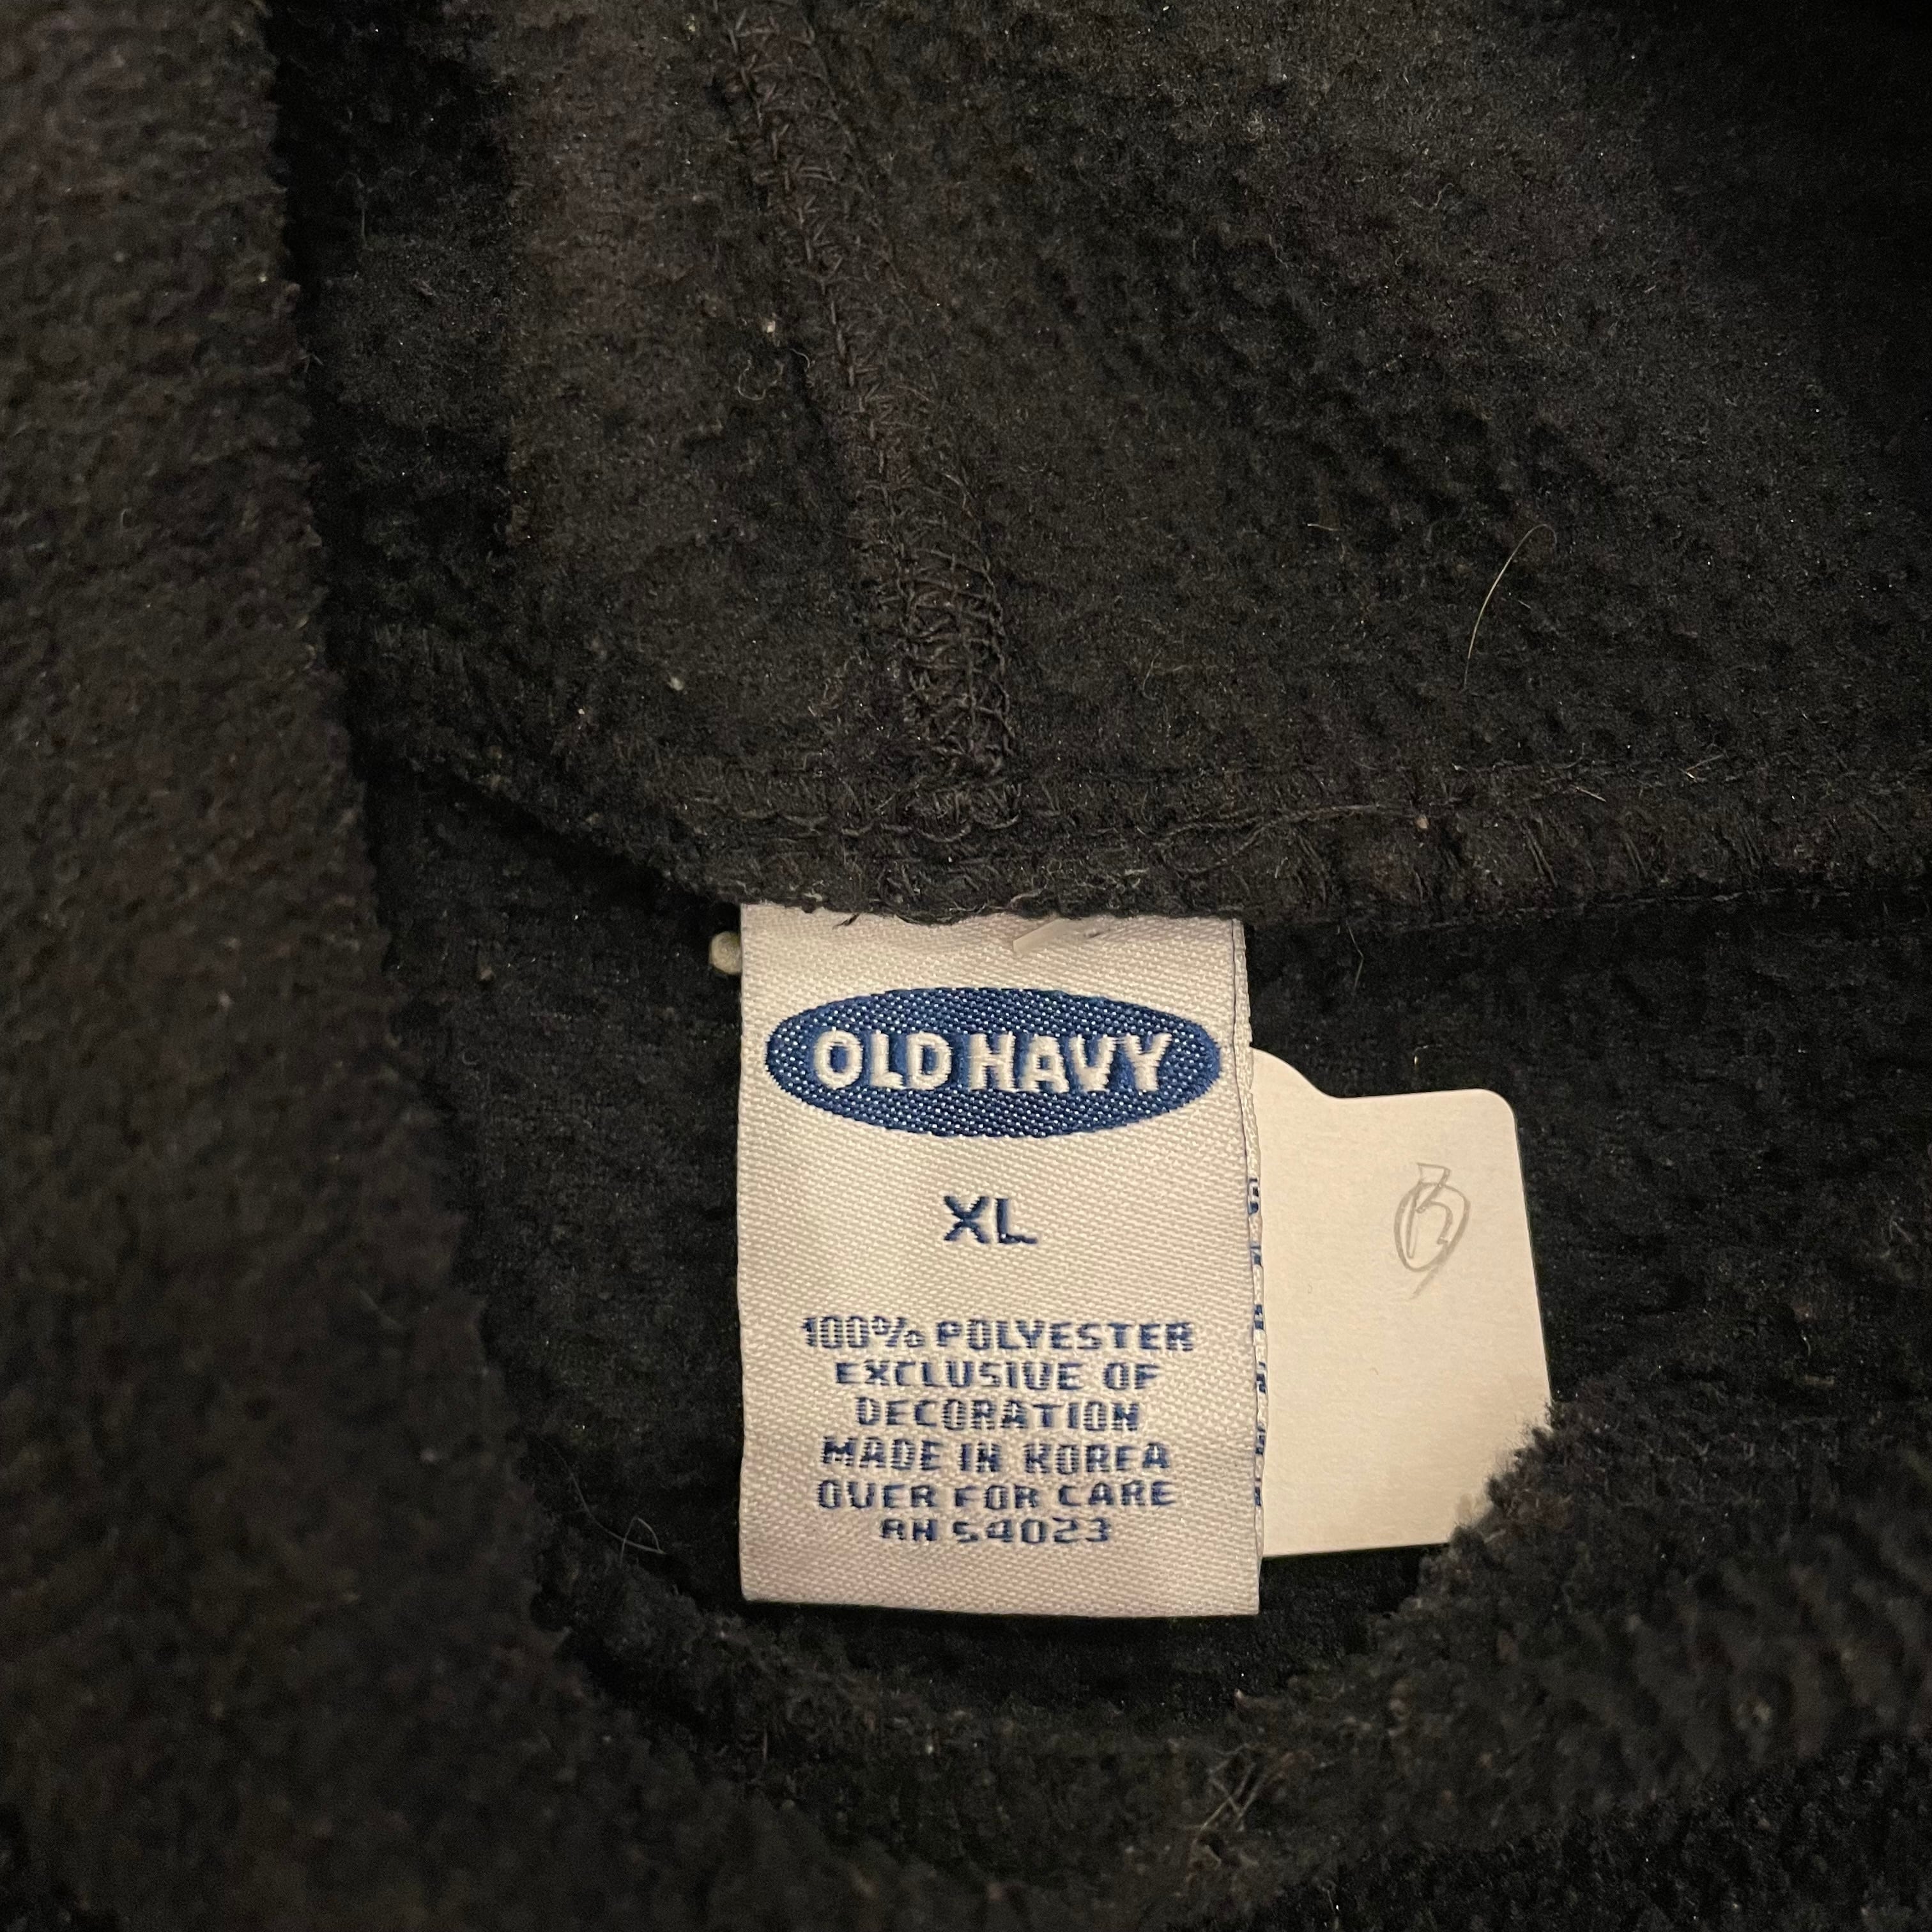 OLD NAVY
XL
100% POLYESTER
EXCLUSIVE OF
DECORATION
MADE IN KOREA
OVER FOR CARE
RN 54023